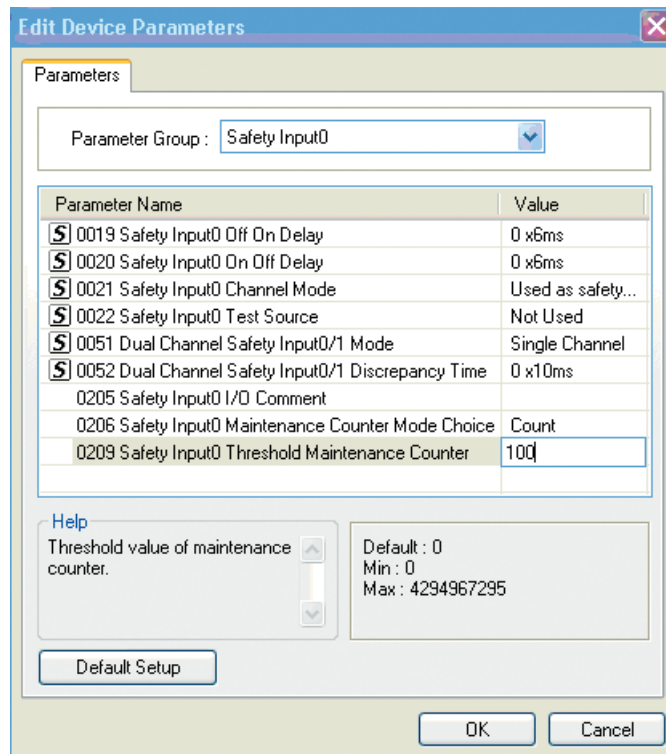 Edit Device Parameters
Parameters
Parameter Group : Safety Input0
Parameter Name Value
S 0019 Safety Input0 Off On Delay 0 x6ms
S 0020 Safety Input0 On Off Delay 0 x6ms
S 0021 Safety Input0 Channel Mode Used as safety...
S 0022 Safety Input0 Test Source Not Used
S 0051 Dual Channel Safety Input0/1 Mode Single Channel
S 0052 Dual Channel Safety Input0/1 Discrepancy Time 0 x10ms
0205 Safety Input0 I/O Comment
0206 Safety Input0 Maintenance Counter Mode Choice Count
0209 Safety Input0 Threshold Maintenance Counter 100
Help
Threshold value of maintenance
counter.
Default : 0
Min : 0
Max : 4294967295
Default Setup
OK Cancel